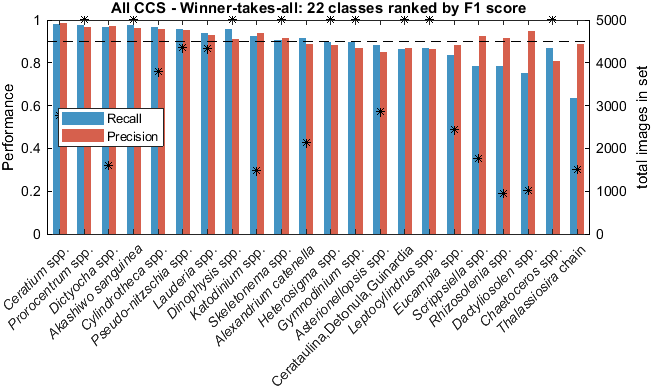 All CCS - Winner-takes-all: 22 classes ranked by F1 score
Performance
1
0.8
0.6
0.4
0.2
0
Recall
Precision
5000
4000
3000
2000
1000
0
total images in set
Ceratium spp.
Prorocentrum spp.
Dictyocha spp.
Akashiwo sanguinea
Cylindrotheca spp.
Pseudo-nitzschia spp.
Lauderia spp.
Dinophysis spp.
Katodinium spp.
Skeletonema spp.
Alexandrium catenella
Heterosigma spp.
Gymnodinium spp.
Asterionellopsis spp.
Cerataulina,Detonula,Guinardia
Leptocylindrus spp.
Eucampia spp.
Scrippsiella spp.
Rhizosolenia spp.
Dactyliosolen spp.
Chaetoceros spp.
Thalassiosira chain